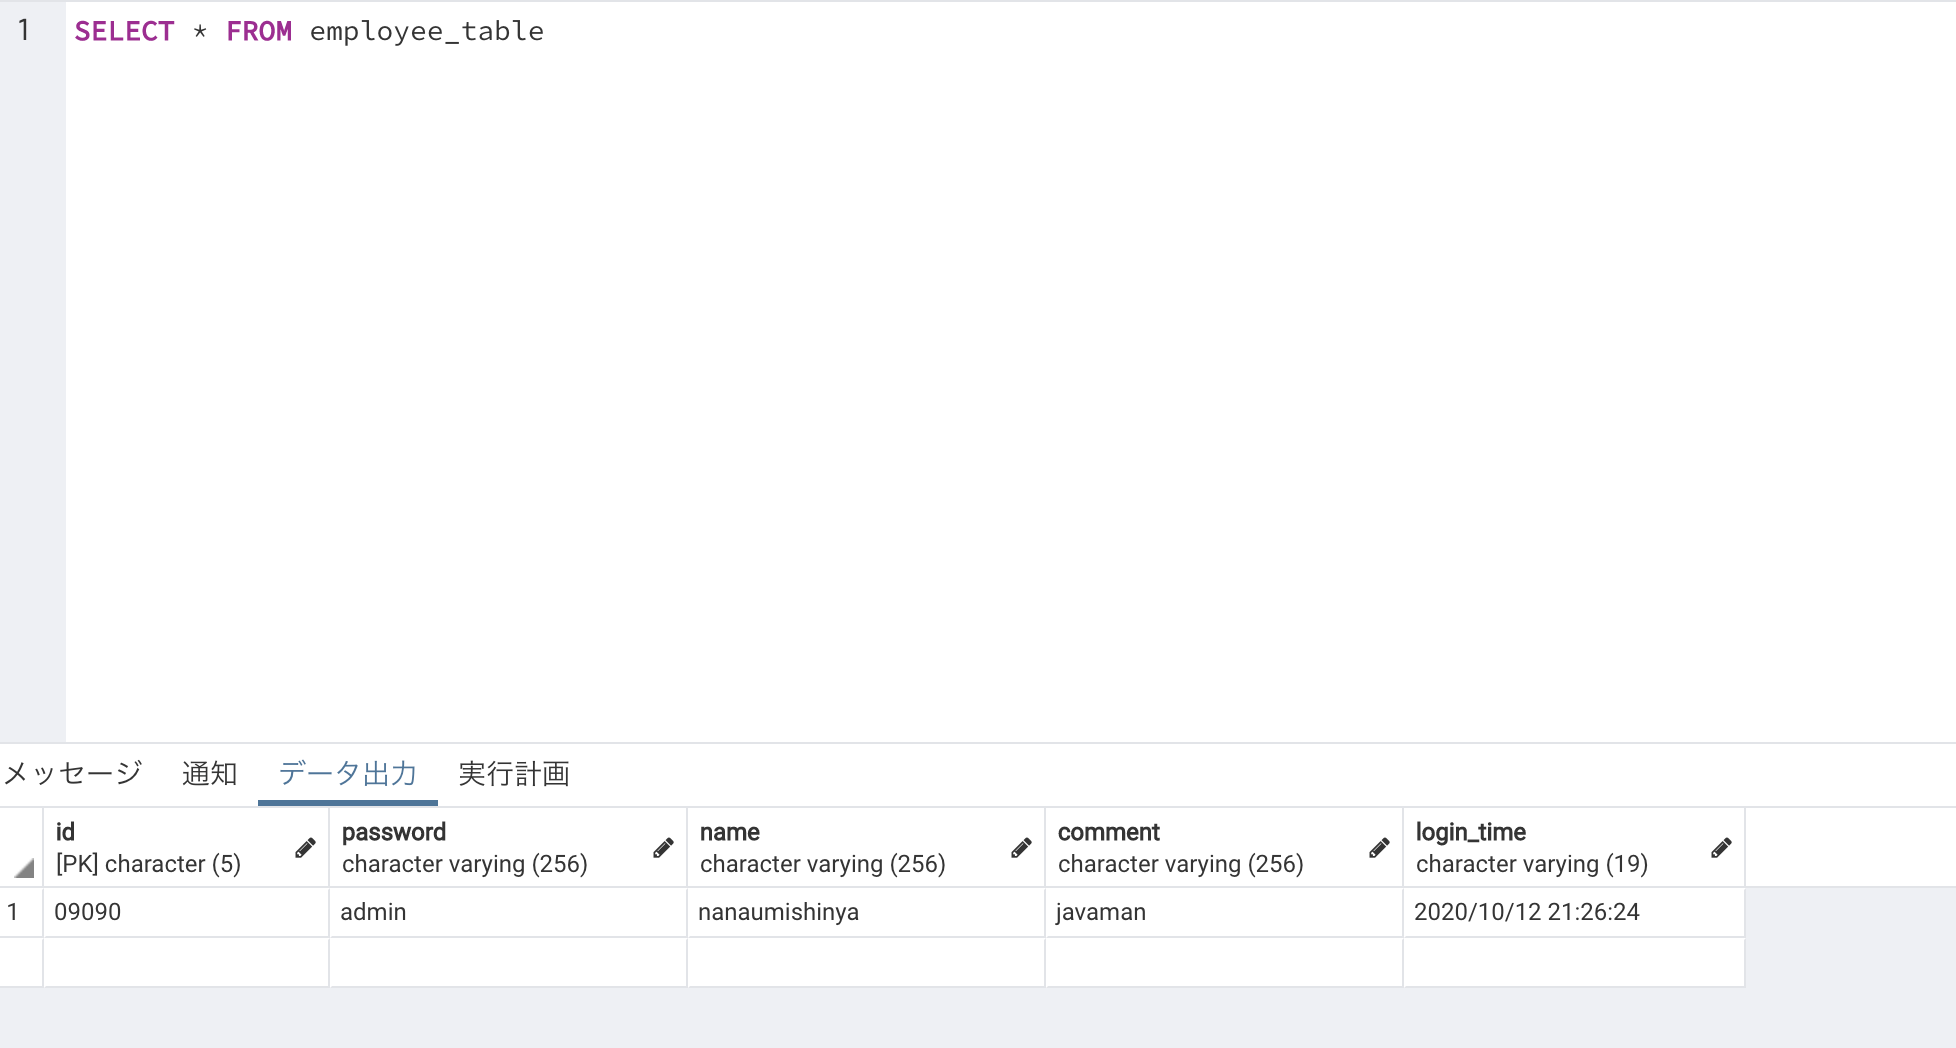 1 SELECT * FROM employee_table
メッセージ 通知 データ出力 実行計画
id password name comment login_time
[PK] character (5) character varying (256) character varying (256) character varying (256) character varying (19)
1 09090 admin nanaumishinya javaman 2020/10/12 21:26:24